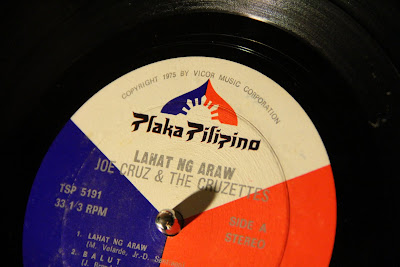 COPYRIGHT 1975 BY VICOR MUSIC CORPORATION
Plaka Pilipino
LAHAT NG ARAW
JOE CRUZ & THE CRUZETTES
TSP 5191
33 1/3 RPM
SIDE A
STEREO
1. LAHAT NG ARAW
(M. Velarde, Jr.-D.
2. BALUT